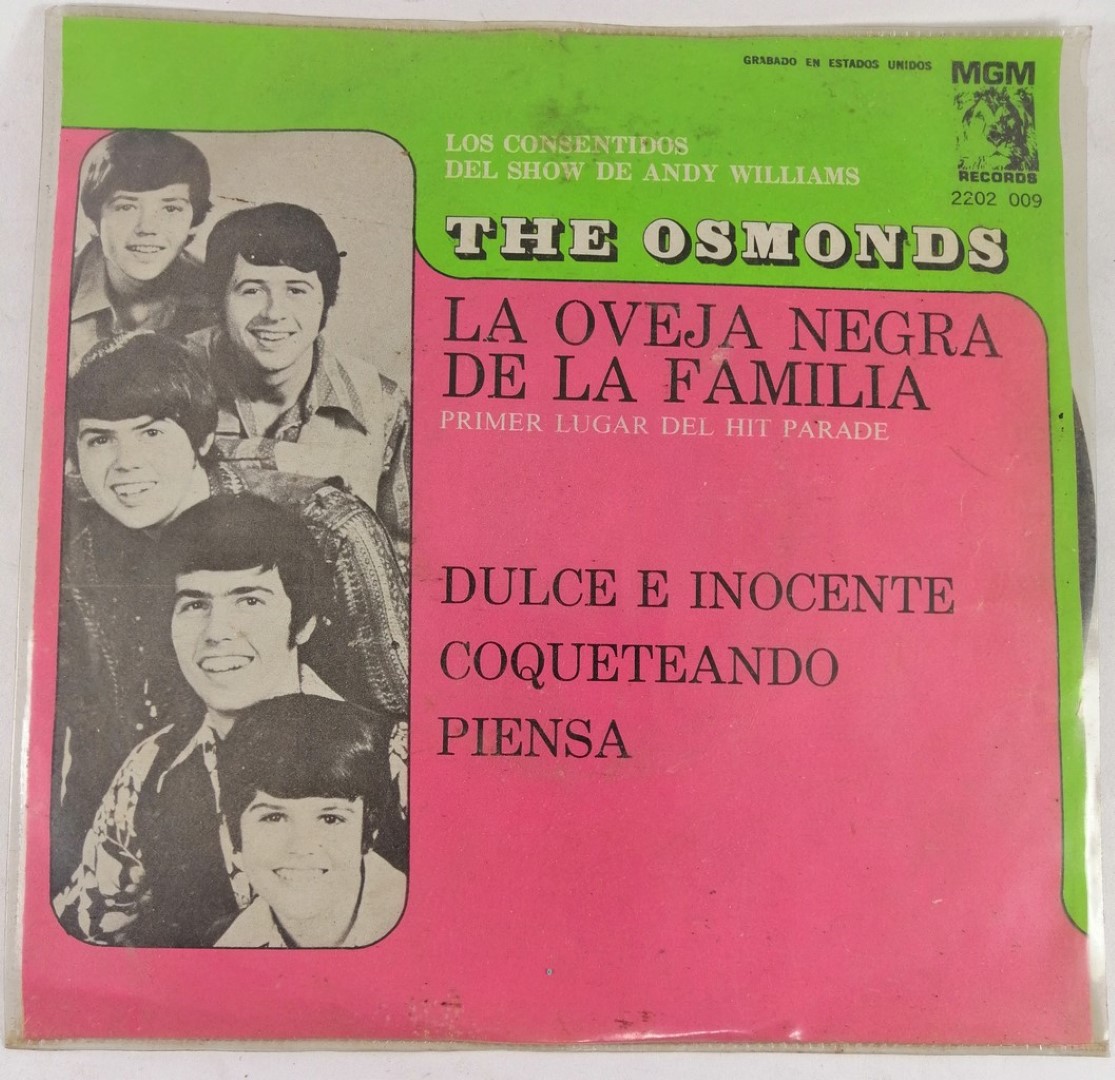 GRABADO EN ESTADOS UNIDOS
MGM
RECORDS
2202 009
LOS CONSENTIDOS
DEL SHOW DE ANDY WILLIAMS
THE OSMONDS
LA OVEJA NEGRA
DE LA FAMILIA
PRIMER LUGAR DEL HIT PARADE
DULCE E INOCENTE
COQUETEANDO
PIENSA